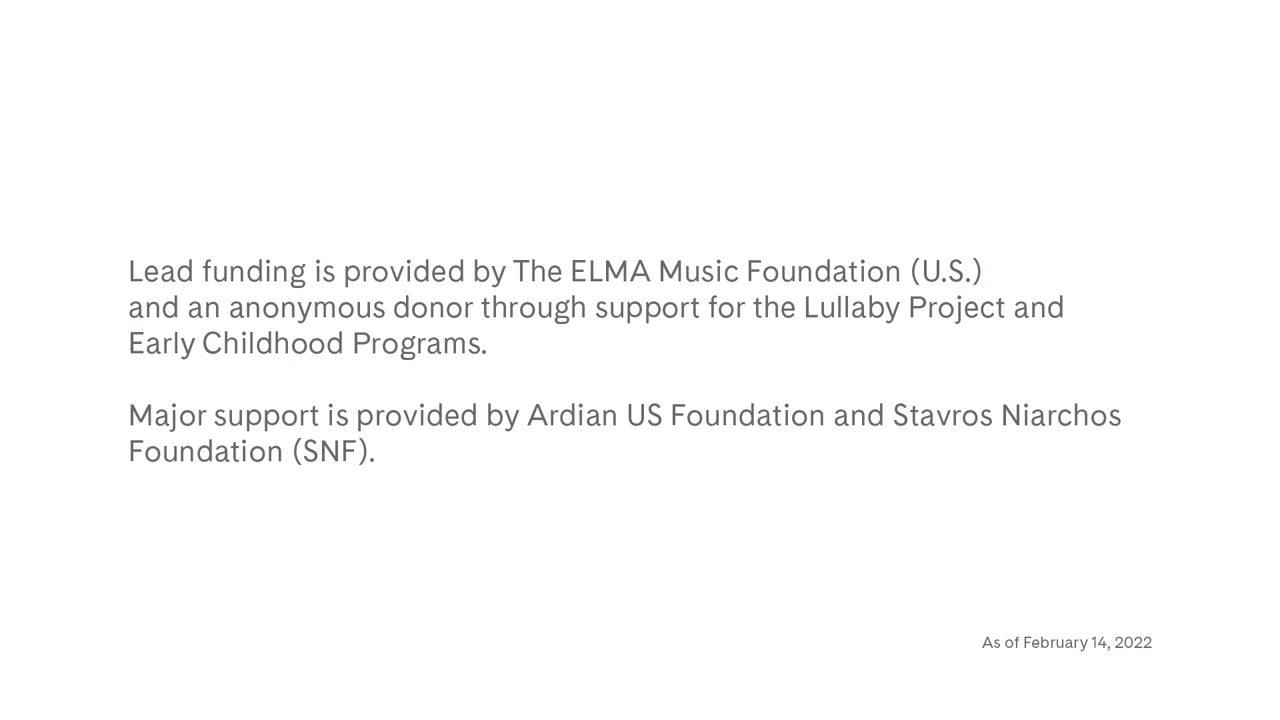 Lead funding is provided by The ELMA Music Foundation (U.S.)
and an anonymous donor through support for the Lullaby Project and
Early Childhood Programs.
Major support is provided by Ardian US Foundation and Stavros Niarchos
Foundation (SNF).
As of February 14, 2022